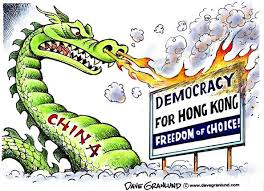 CHINA
DEMOCRACY
FOR HONG KONG
FREEDOM OF CHOICE!
DAVE GRANLUND © www.davegranlund.com